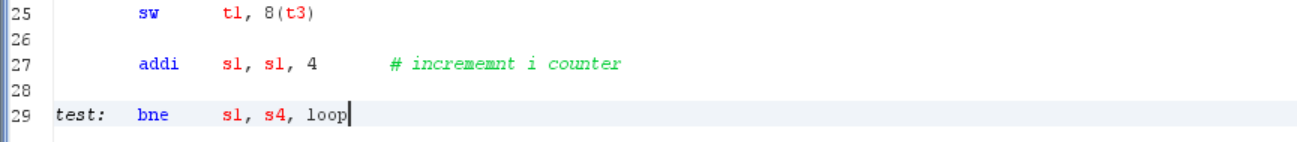 25 sw t1, 8(t3)
26
27 addi s1, s1, 4 # incrememnt i counter
28
29 test: bne s1, s4, loop